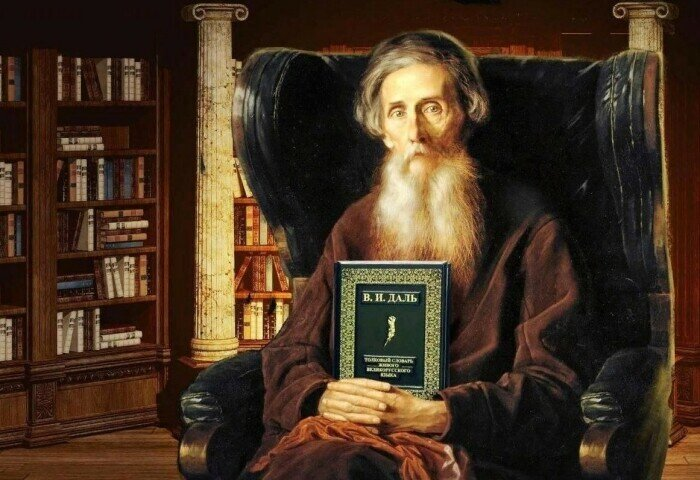 В. И. ДАЛЬ
ТОЛКОВЫЙ СЛОВАРЬ
ЖИВОГО
ВЕЛИКОРУССКОГО
ЯЗЫКА